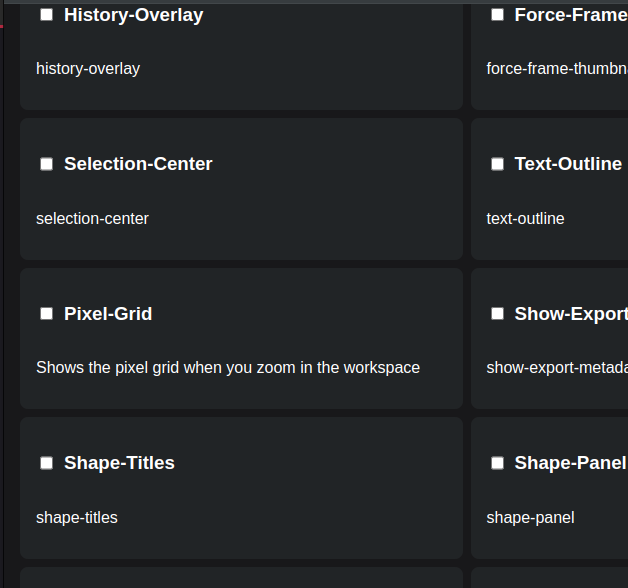 History-Overlay
history-overlay
Force-Frame
force-frame-thumbn
Selection-Center
selection-center
Text-Outline
text-outline
Pixel-Grid
Shows the pixel grid when you zoom in the workspace
Show-Export
show-export-metada
Shape-Titles
shape-titles
Shape-Panel
shape-panel